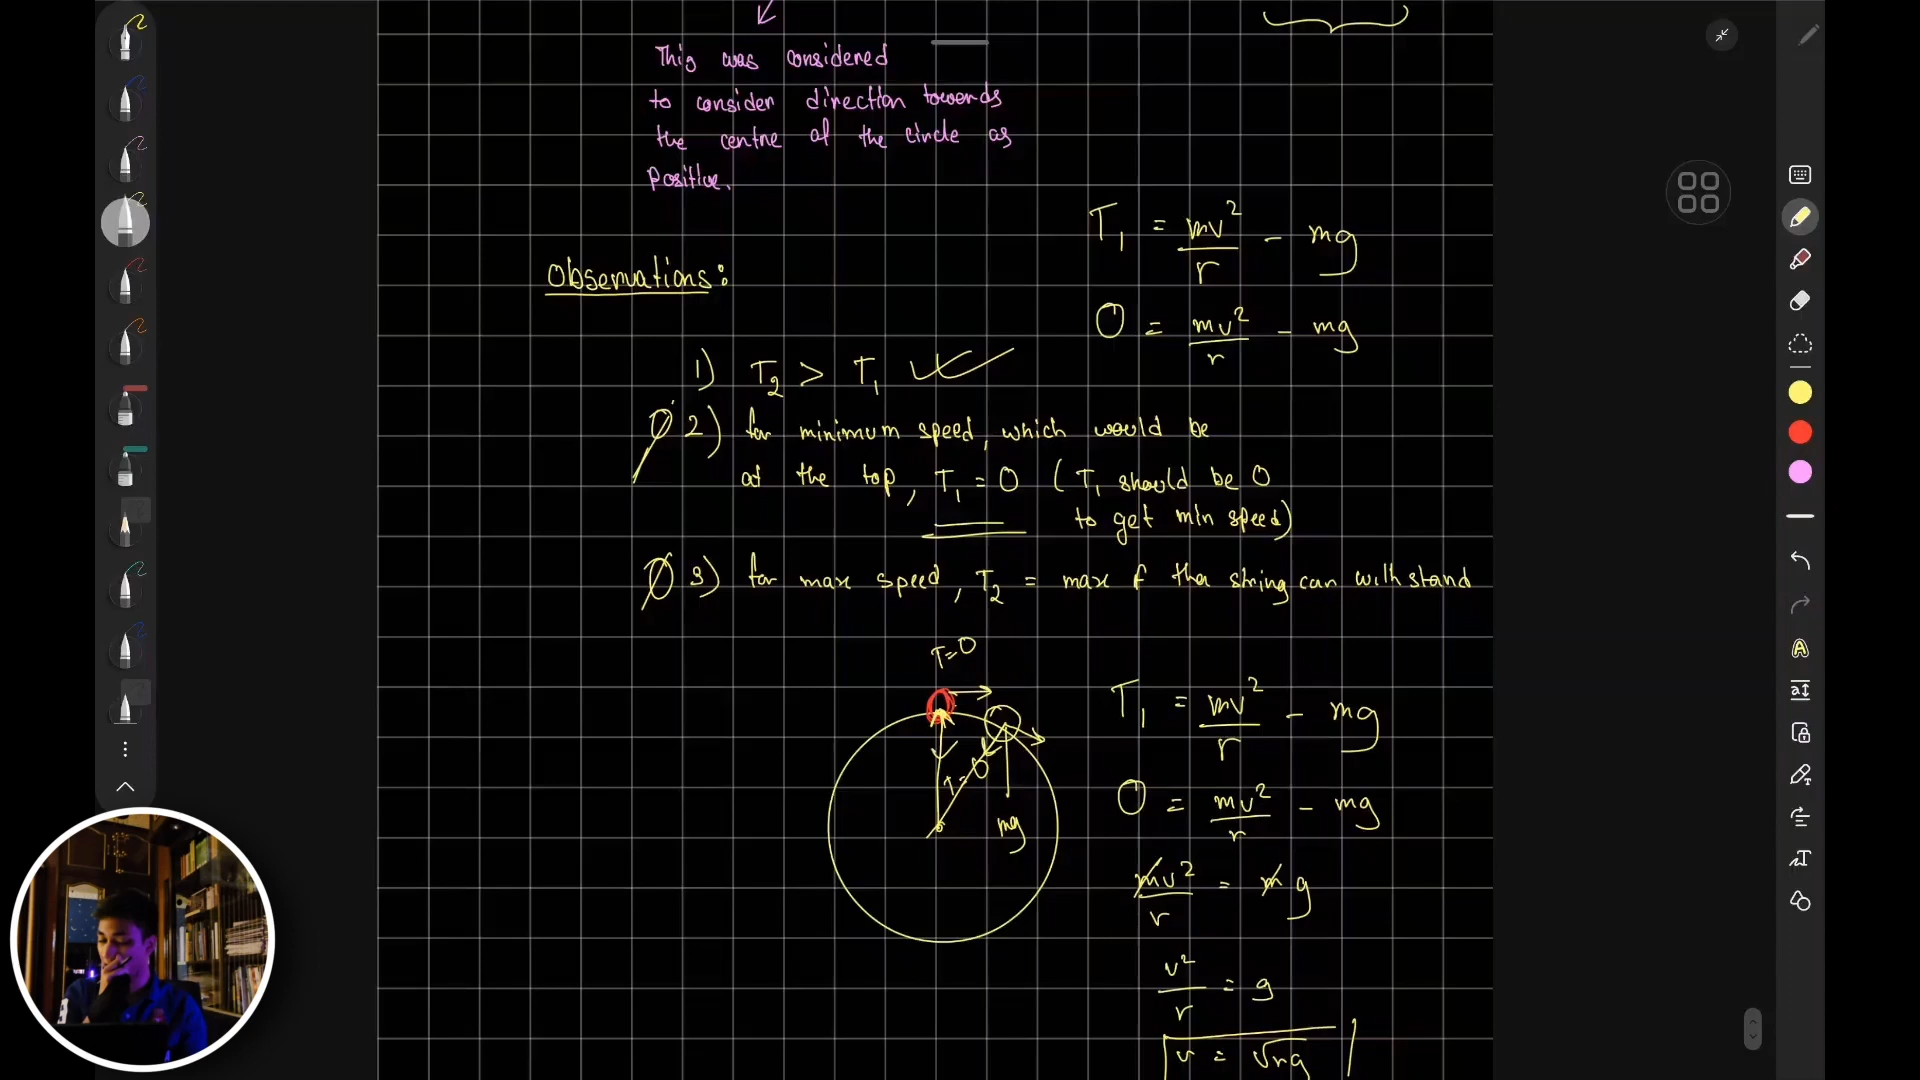 This was considered
to consider direction towards
the centre of the circle as
positive.
T₁ = mv²/r - mg
Observations:
0 = mv²/r - mg
1) T₂ > T₁
2) for minimum speed, which would be
at the top, T₁ = 0 (T₁ should be 0
to get min speed)
3) for max speed, T₂ = max f tha string can withstand
T=0
T₁ = mv²/r - mg
T=0
0 = mv²/r - mg
mg
mv²/r = mg
v²/r = g
v = √rg